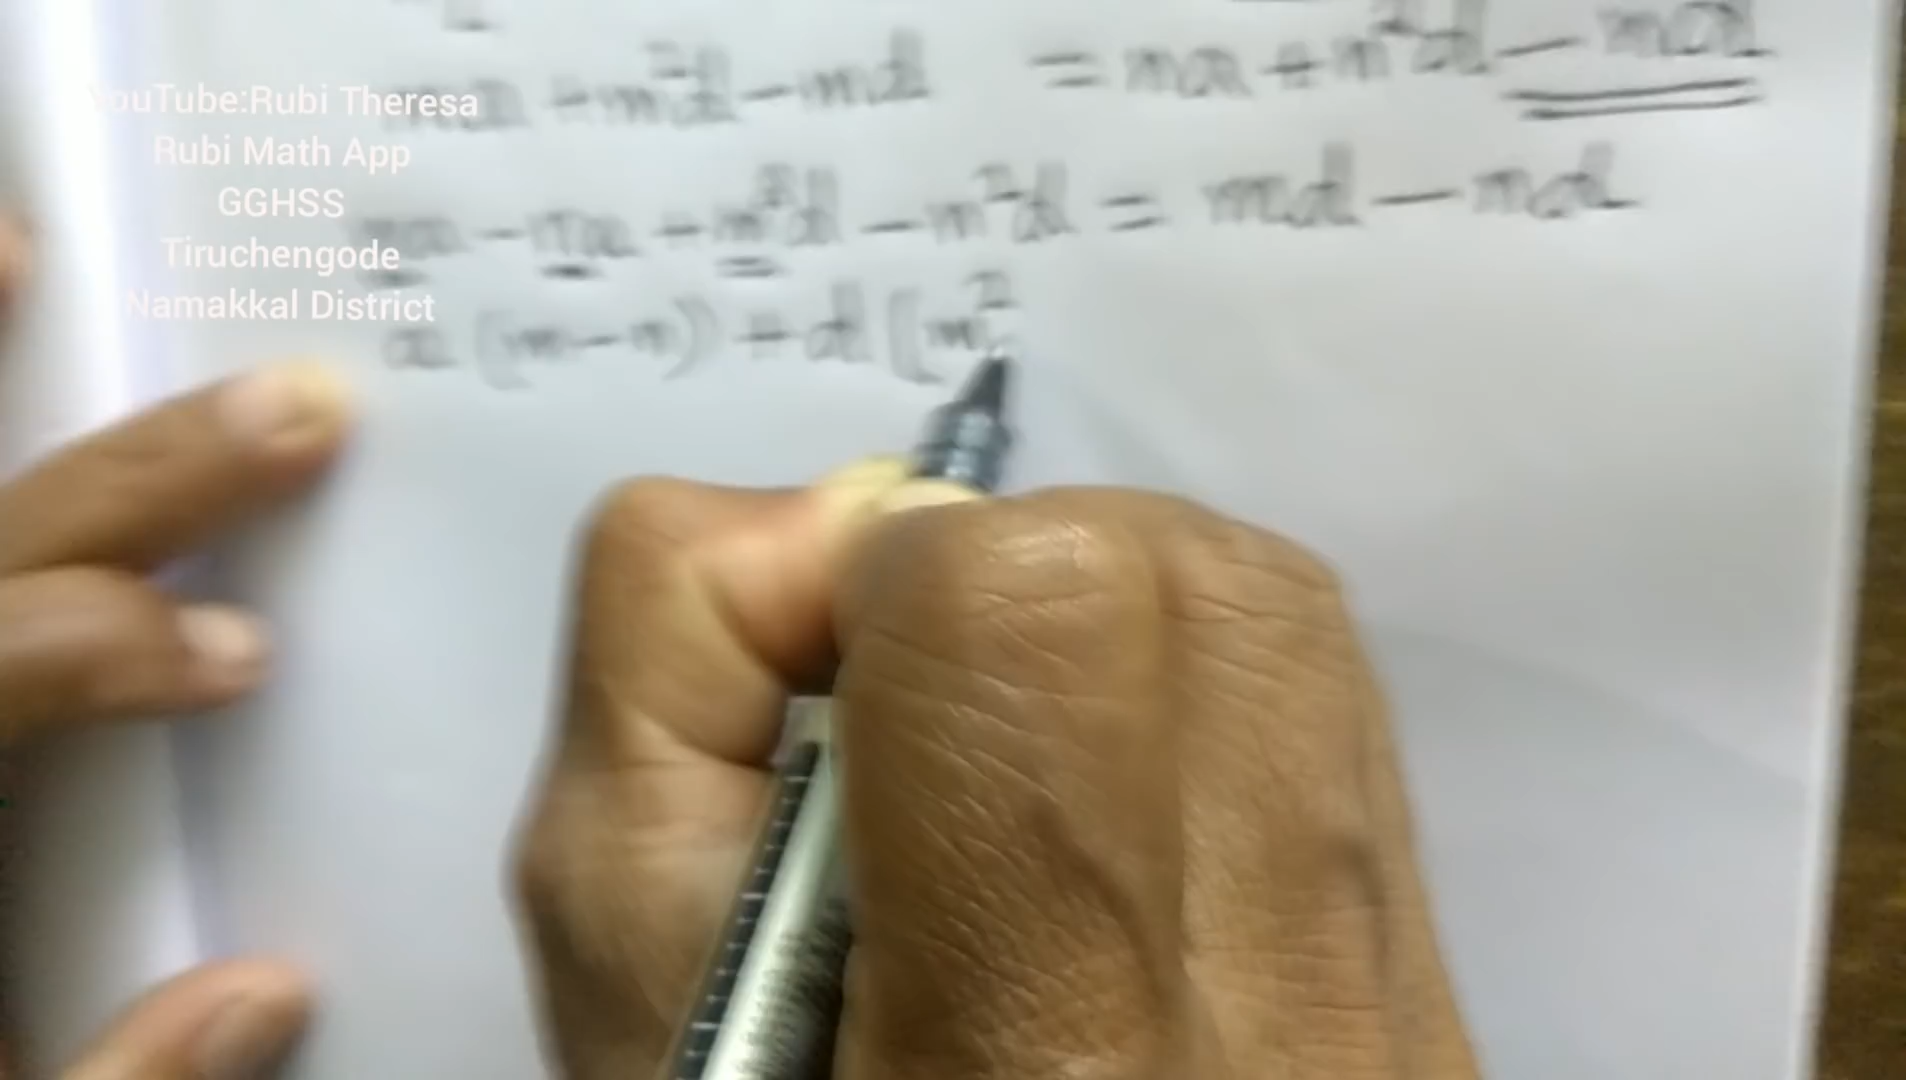 YouTube:Rubi Theresa
Rubi Math App
GGHSS
Tiruchengode
Namakkal District
ma + m²d - md = na + n²d - nd
ma - na + m²d - n²d = md - nd
a (m - n) + d (m²